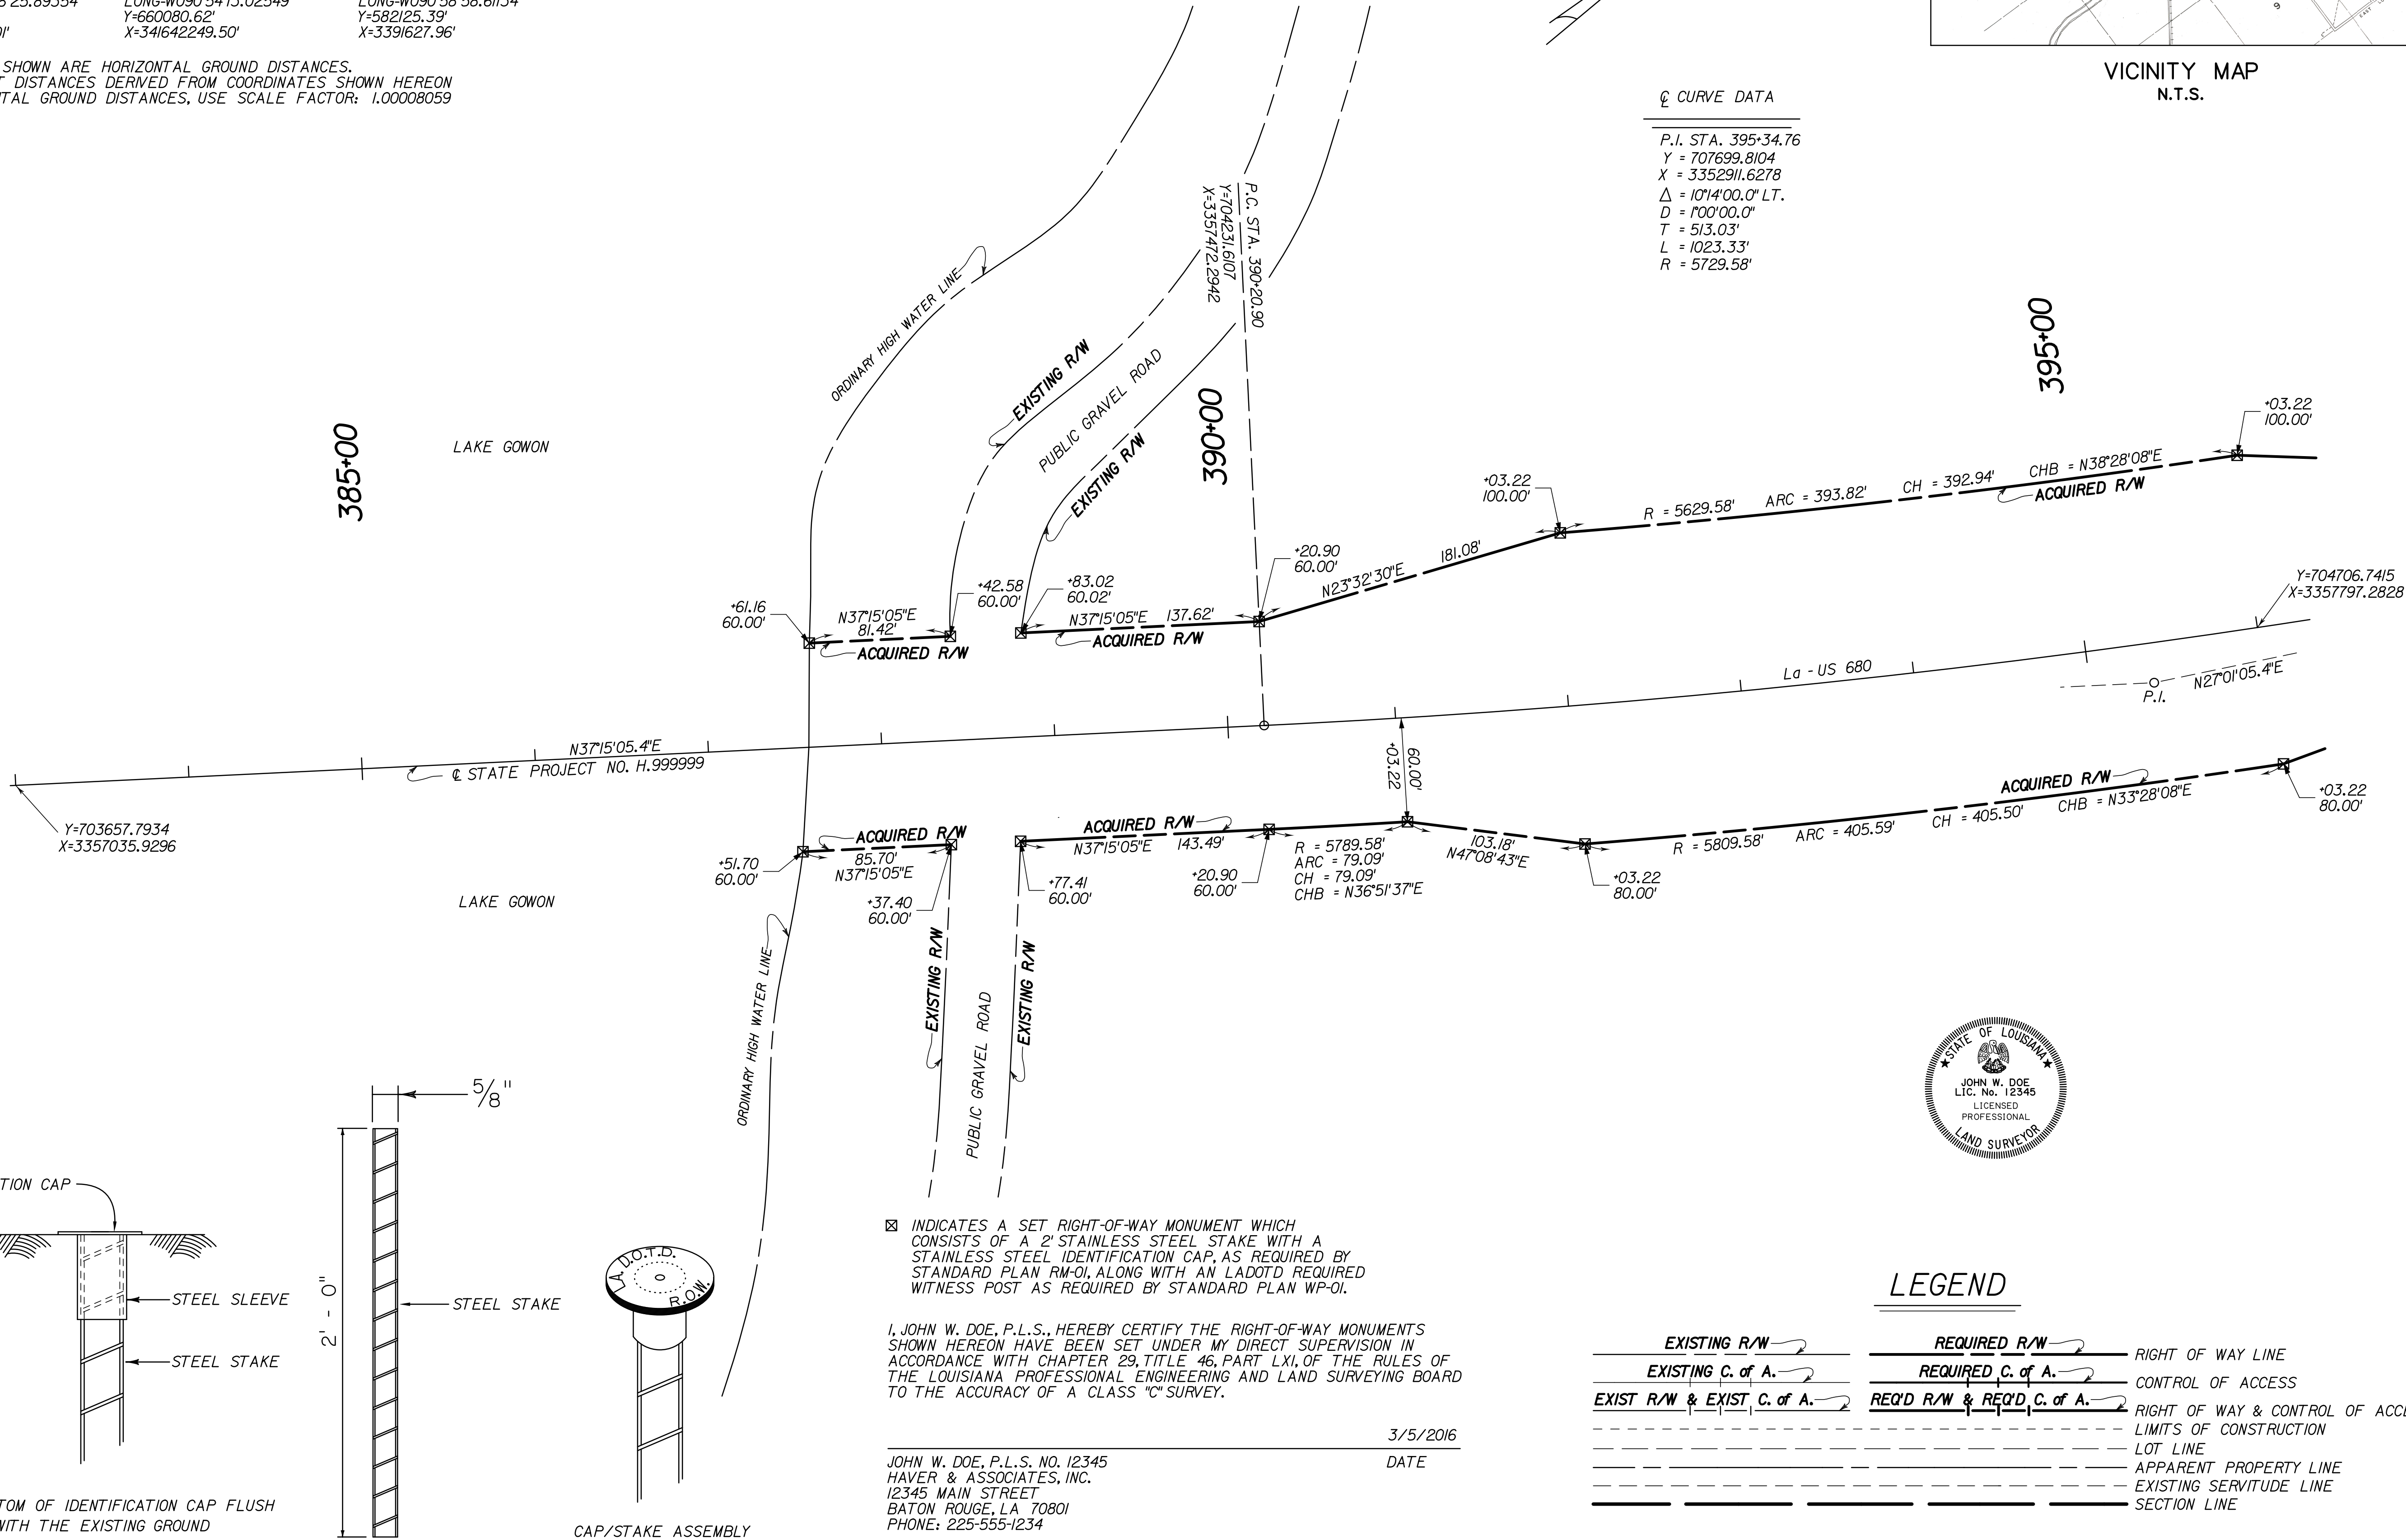 LONG-W090 54'13.02549"
Y=660080.62'
X=341642249.50'
LONG-W090 58'58.61134"
Y=582125.39'
X=3391627.96'
SHOWN ARE HORIZONTAL GROUND DISTANCES.
DISTANCES DERIVED FROM COORDINATES SHOWN HEREON
GROUND DISTANCES, USE SCALE FACTOR: 1.00008059
VICINITY MAP
N.T.S.
℄ CURVE DATA
P.I. STA. 395+34.76
Y = 707699.8104
X = 3352911.6278
Δ = 10°14'00.0" LT.
D = 1°00'00.0"
T = 513.03'
L = 1023.33'
R = 5729.58'
P.C. STA. 390+20.90
Y=704231.6107
X=3357472.2942
ORDINARY HIGH WATER LINE
EXISTING R/W
PUBLIC GRAVEL ROAD
EXISTING R/W
385+00
390+00
395+00
LAKE GOWON
+03.22
100.00'
+03.22
100.00'
R = 5629.58'
ARC = 393.82'
CH = 392.94'
CHB = N38°28'08"E
ACQUIRED R/W
+20.90
60.00'
N23°32'30"E
181.08'
Y=704706.7415
X=3357797.2828
+61.16
60.00'
N37°15'05"E
81.42'
ACQUIRED R/W
+42.58
60.00'
+83.02
60.02'
N37°15'05"E 137.62'
ACQUIRED R/W
La - US 680
P.I.
N27°01'05.4"E
N37°15'05.4"E
℄ STATE PROJECT NO. H.999999
60.00'
+03.22
Y=703657.7934
X=3357035.9296
ACQUIRED R/W
85.70'
N37°15'05"E
+51.70
60.00'
+37.40
60.00'
ACQUIRED R/W
N37°15'05"E 143.49'
+77.41
60.00'
+20.90
60.00'
R = 5789.58'
ARC = 79.09'
CH = 79.09'
CHB = N36°51'37"E
103.18'
N47°08'43"E
+03.22
80.00'
R = 5809.58'
ARC = 405.59'
CH = 405.50'
CHB = N33°28'08"E
ACQUIRED R/W
+03.22
80.00'
LAKE GOWON
ORDINARY HIGH WATER LINE
EXISTING R/W
PUBLIC GRAVEL ROAD
EXISTING R/W
STATE OF LOUISIANA
JOHN W. DOE
LIC. No. 12345
LICENSED
PROFESSIONAL
LAND SURVEYOR
5/8"
2' - 0"
CAP
STEEL SLEEVE
STEEL STAKE
STEEL STAKE
OF IDENTIFICATION CAP FLUSH
WITH THE EXISTING GROUND
L.A. D.O.T.D.
R.O.W.
CAP/STAKE ASSEMBLY
INDICATES A SET RIGHT-OF-WAY MONUMENT WHICH
CONSISTS OF A 2' STAINLESS STEEL STAKE WITH A
STAINLESS STEEL IDENTIFICATION CAP, AS REQUIRED BY
STANDARD PLAN RM-01, ALONG WITH AN LADOTD REQUIRED
WITNESS POST AS REQUIRED BY STANDARD PLAN WP-01.
I, JOHN W. DOE, P.L.S., HEREBY CERTIFY THE RIGHT-OF-WAY MONUMENTS
SHOWN HEREON HAVE BEEN SET UNDER MY DIRECT SUPERVISION IN
ACCORDANCE WITH CHAPTER 29, TITLE 46, PART LXI, OF THE RULES OF
THE LOUISIANA PROFESSIONAL ENGINEERING AND LAND SURVEYING BOARD
TO THE ACCURACY OF A CLASS "C" SURVEY.
3/5/2016
JOHN W. DOE, P.L.S. NO. 12345
DATE
HAVER & ASSOCIATES, INC.
12345 MAIN STREET
BATON ROUGE, LA 70801
PHONE: 225-555-1234
LEGEND
EXISTING R/W REQUIRED R/W RIGHT OF WAY LINE
EXISTING C. of A. REQUIRED C. of A. CONTROL OF ACCESS
EXIST R/W & EXIST C. of A. REQ'D R/W & REQ'D C. of A. RIGHT OF WAY & CONTROL OF
LIMITS OF CONSTRUCTION
LOT LINE
APPARENT PROPERTY LINE
EXISTING SERVITUDE LINE
SECTION LINE